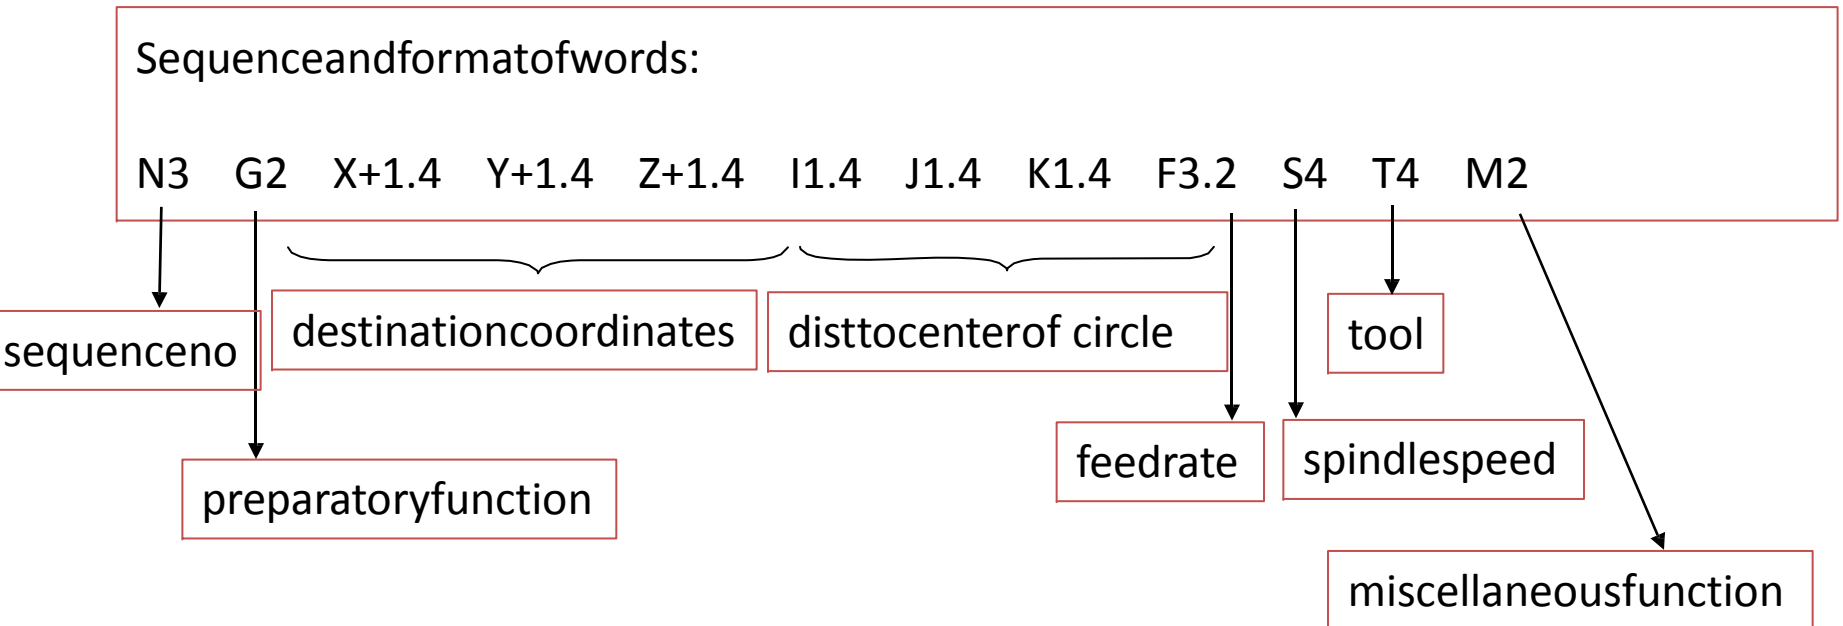 Sequenceandformatofwords:
N3 G2 X+1.4 Y+1.4 Z+1.4 I1.4 J1.4 K1.4 F3.2 S4 T4 M2
sequenceno
destinationcoordinates
disttocenterof circle
tool
feedrate
spindlespeed
preparatoryfunction
miscellaneousfunction